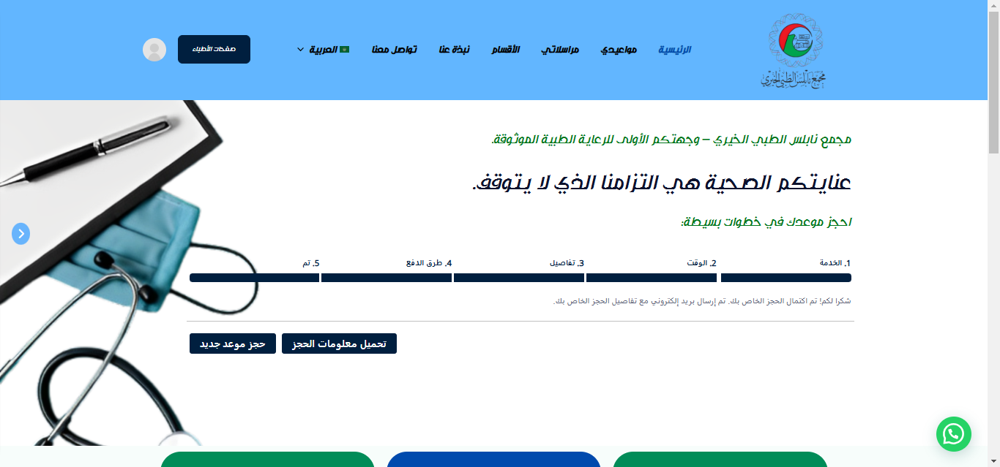 مجمع نابلس الطبي الخيري
الرئيسية
مواعيدي
مراسلاتي
الأقسام
نبذة عنا
تواصل معنا
العربية
صفحات الأطباء
مجمع نابلس الطبي الخيري – وجهتكم الأولى للرعاية الطبية الموثوقة.
عنايتكم الصحية هي التزامنا الذي لا يتوقف.
احجز موعدك في خطوات بسيطة:
1. الخدمة
2. الوقت
3. تفاصيل
4. طرق الدفع
5. تم
شكرا لكم! تم اكتمال الحجز الخاص بك. تم إرسال بريد إلكتروني مع تفاصيل الحجز الخاص بك.
تحميل معلومات الحجز
حجز موعد جديد